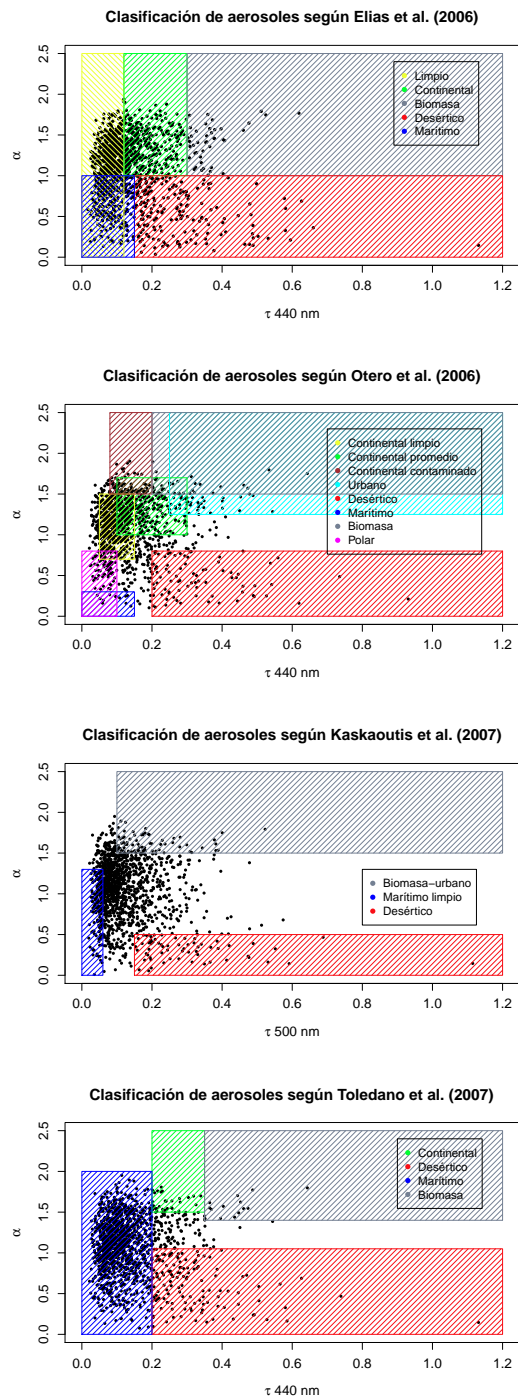 Clasificación de aerosoles según Elias et al. (2006)
2.5
2.0
1.5
1.0
0.5
0.0
α
Limpio
Continental
Biomasa
Desértico
Marítimo
0.0 0.2 0.4 0.6 0.8 1.0 1.2
τ 440 nm
Clasificación de aerosoles según Otero et al. (2006)
2.5
2.0
1.5
1.0
0.5
0.0
α
Continental limpio
Continental promedio
Continental contaminado
Urbano
Desértico
Marítimo
Biomasa
Polar
0.0 0.2 0.4 0.6 0.8 1.0 1.2
τ 440 nm
Clasificación de aerosoles según Kaskaoutis et al. (2007)
2.5
2.0
1.5
1.0
0.5
0.0
α
Biomasa−urbano
Marítimo limpio
Desértico
0.0 0.2 0.4 0.6 0.8 1.0 1.2
τ 500 nm
Clasificación de aerosoles según Toledano et al. (2007)
2.5
2.0
1.5
1.0
0.5
0.0
α
Continental
Desértico
Marítimo
Biomasa
0.0 0.2 0.4 0.6 0.8 1.0 1.2
τ 440 nm